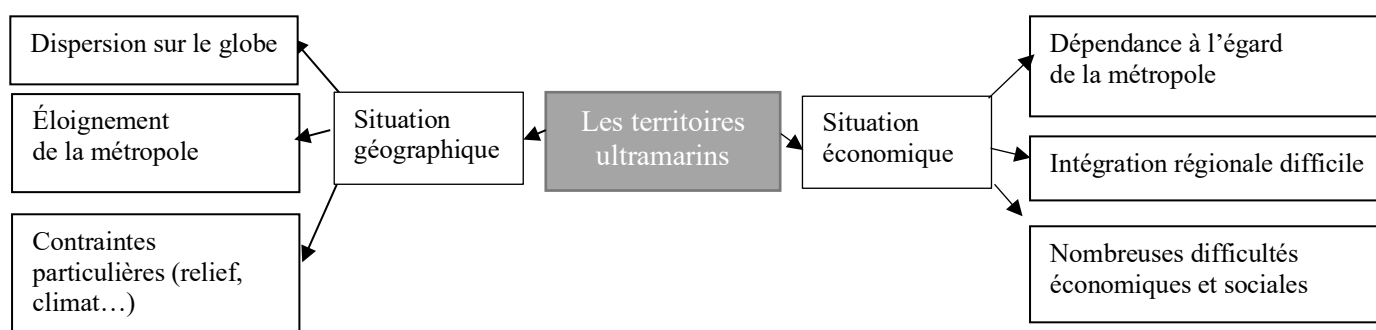 Dispersion sur le globe
Éloignement
de la métropole
Contraintes
particulières (relief,
climat…)
Situation
géographique
Les territoires
ultramarins
Situation
économique
Dépendance à l’égard
de la métropole
Intégration régionale difficile
Nombreuses difficultés
économiques et sociales